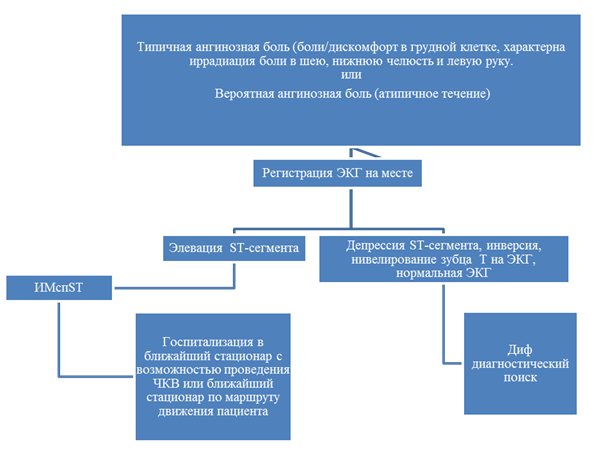 Типичная ангинозная боль (боли/дискомфорт в грудной клетке, характерна
иррадиация боли в шею, нижнюю челюсть и левую руку.
или
Вероятная ангинозная боль (атипичное течение)
Регистрация ЭКГ на месте
Элевация ST-сегмента
Депрессия ST-сегмента, инверсия,
нивелирование зубца Т на ЭКГ,
нормальная ЭКГ
ИМспST
Госпитализация в
ближайший стационар с
возможностью проведения
ЧКВ или ближайший
стационар по маршруту
движения пациента
Диф
диагностический
поиск